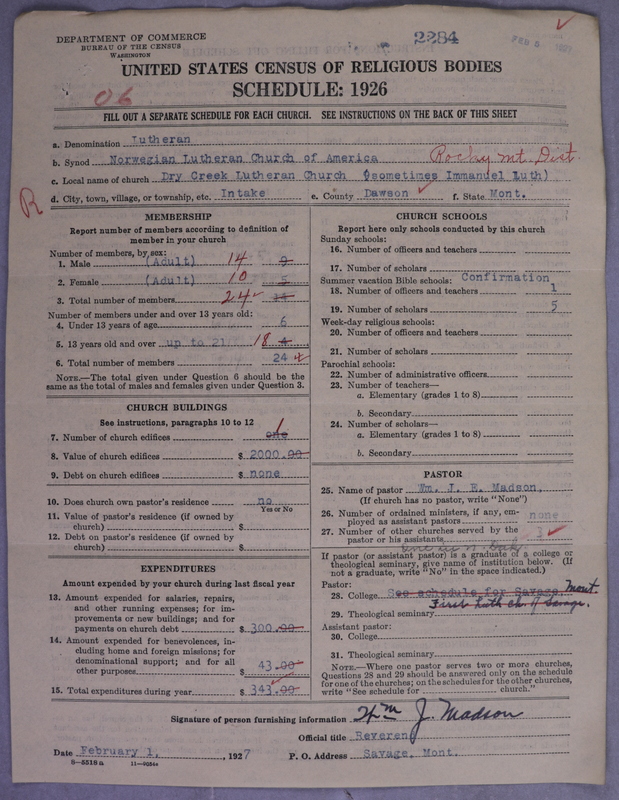 DEPARTMENT OF COMMERCE
BUREAU OF THE CENSUS
WASHINGTON
2284
FEB 5 1927
UNITED STATES CENSUS OF RELIGIOUS BODIES
SCHEDULE: 1926
06
FILL OUT A SEPARATE SCHEDULE FOR EACH CHURCH. SEE INSTRUCTIONS ON THE BACK OF THIS SHEET
a. Denomination Lutheran
b. Synod Norwegian Lutheran Church of America Rocky Mt. Dist.
c. Local name of church Dry Creek Lutheran Church (sometimes Immanuel Luth)
R d. City, town, village, or township, etc. Intake e. County Dawson f. State Mont.
MEMBERSHIP
Report number of members according to definition of
member in your church
Number of members, by sex:
1. Male (Adult) 14 9
2. Female (Adult) 10 5
3. Total number of members 24
Number of members under and over 13 years old:
4. Under 13 years of age 6
5. 13 years old and over up to 21 18 4
6. Total number of members 24
NOTE.—The total given under Question 6 should be the
same as the total of males and females given under Question 3.
CHURCH BUILDINGS
See instructions, paragraphs 10 to 12
7. Number of church edifices one 1
8. Value of church edifices $ 2000.00
9. Debt on church edifices $ none
10. Does church own pastor's residence no
Yes or No
11. Value of pastor's residence (if owned by
church) $
12. Debt on pastor's residence (if owned by
church) $
EXPENDITURES
Amount expended by your church during last fiscal year
13. Amount expended for salaries, repairs,
and other running expenses; for im-
provements or new buildings; and for
payments on church debt $ 300.00
14. Amount expended for benevolences, in-
cluding home and foreign missions; for
denominational support; and for all
other purposes $ 43.00
15. Total expenditures during year $ 343.00
CHURCH SCHOOLS
Report here only schools conducted by this church
Sunday schools:
16. Number of officers and teachers
17. Number of scholars
Summer vacation Bible schools: Confirmation
18. Number of officers and teachers 1
19. Number of scholars 5
Week-day religious schools:
20. Number of officers and teachers
21. Number of scholars
Parochial schools:
22. Number of administrative officers
23. Number of teachers—
a. Elementary (grades 1 to 8)
b. Secondary
24. Number of scholars—
a. Elementary (grades 1 to 8)
b. Secondary
PASTOR
25. Name of pastor Wm. J. E. Madson,
(If church has no pastor, write "None")
26. Number of ordained ministers, if any, em-
ployed as assistant pastors none
27. Number of other churches served by the
pastor or his assistants 3
one in N. Dak.
If pastor (or assistant pastor) is a graduate of a college or
theological seminary, give name of institution below. (If
not a graduate, write "No" in the space indicated.)
Pastor:
28. College See schedule for Savage Mont.
First Luth ch. of Savage.
29. Theological seminary
Assistant pastor:
30. College
31. Theological seminary
NOTE.—Where one pastor serves two or more churches,
Questions 28 and 29 should be answered only on the schedule
for one of the churches; on the schedules for the other churches,
write "See schedule for church."
Signature of person furnishing information Wm J. Madson
Official title Reverend
Date February 1, 1927 P. O. Address Savage, Mont.
8—5518a 11—9254a